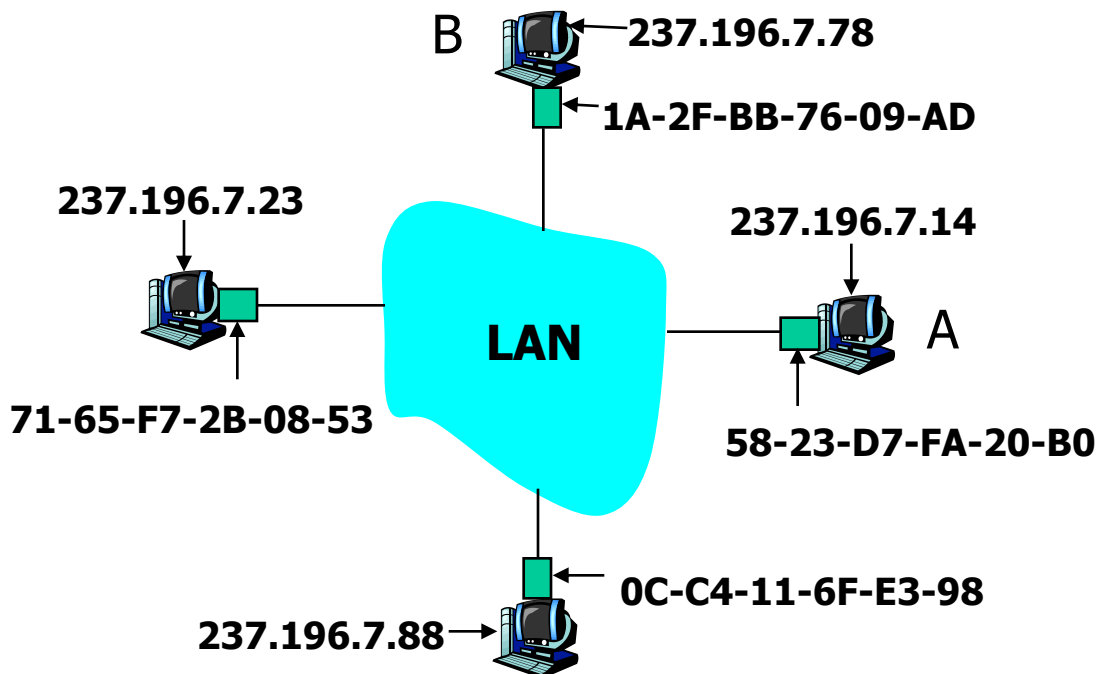 B
237.196.7.78
1A-2F-BB-76-09-AD
237.196.7.23
237.196.7.14
LAN
A
71-65-F7-2B-08-53
58-23-D7-FA-20-B0
0C-C4-11-6F-E3-98
237.196.7.88